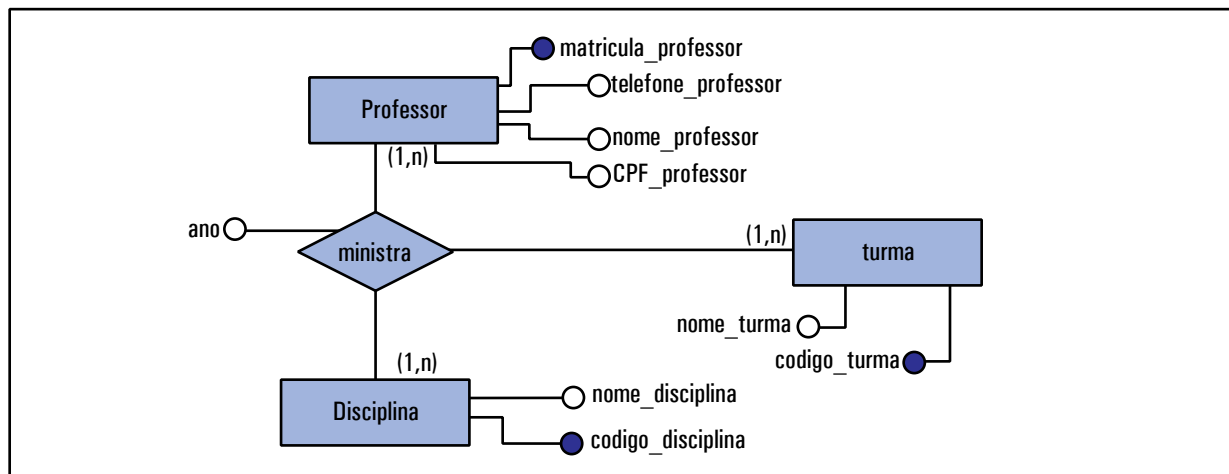 matricula_professor
telefone_professor
Professor
nome_professor
(1,n)
CPF_professor
ano
(1,n)
ministra
turma
nome_turma
codigo_turma
(1,n)
nome_disciplina
Disciplina
codigo_disciplina